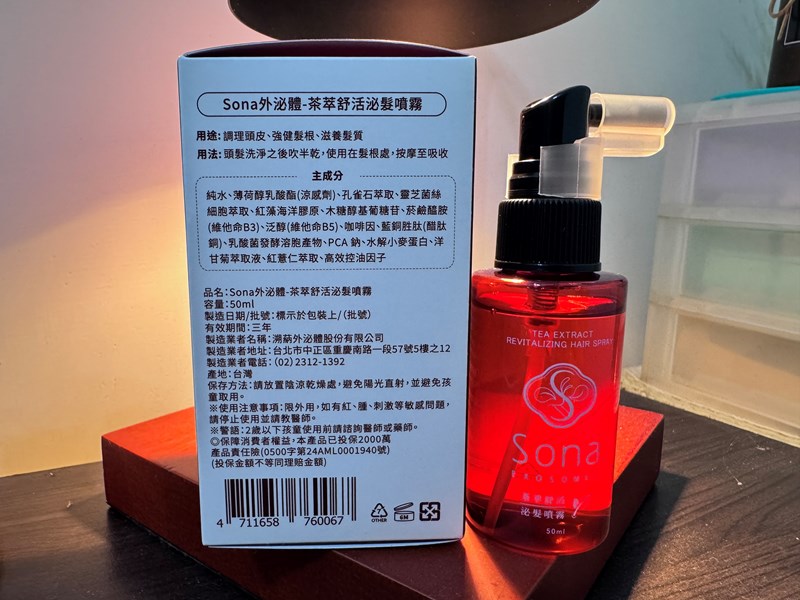 Sona外泌體-茶萃舒活泌髮噴霧
用途:調理頭皮、強健髮根、滋養髮質
用法:頭髮洗淨之後吹半乾,使用在髮根處,按摩至吸收
主成分
純水、薄荷醇乳酸酯(涼感劑)、孔雀石萃取、靈芝菌絲
細胞萃取、紅藻海洋膠原、木糖醇基葡糖苷、菸鹼醯胺
(維他命B3)、泛醇(維他命B5)、咖啡因、藍銅胜肽(醋肽
銅)、乳酸菌發酵溶胞產物、PCA 鈉、水解小麥蛋白、洋
甘菊萃取液、紅薏仁萃取、高效控油因子
品名:Sona外泌體-茶萃舒活泌髮噴霧
容量:50ml
製造日期/批號:標示於包裝上/(批號)
有效期間:三年
製造業者名稱:溯蒳外泌體股份有限公司
製造業者地址:台北市中正區重慶南路一段57號5樓之12
製造業者電話:(02)2312-1392
產地:台灣
保存方法:請放置陰涼乾燥處,避免陽光直射,並避免孩
童取用。
※使用注意事項:限外用,如有紅、腫、刺激等敏感問題,
請停止使用並請教醫師。
※警語:2歲以下孩童使用前請諮詢醫師或藥師。
◎保障消費者權益,本產品已投保2000萬
產品責任險(0500字第24AML0001940號)
(投保金額不等同理賠金額)
4 711658 760067
OTHER
6M
TEA EXTRACT
REVITALIZING HAIR SPRAY
Sona
EXOSOME
泌髮噴霧
50ml